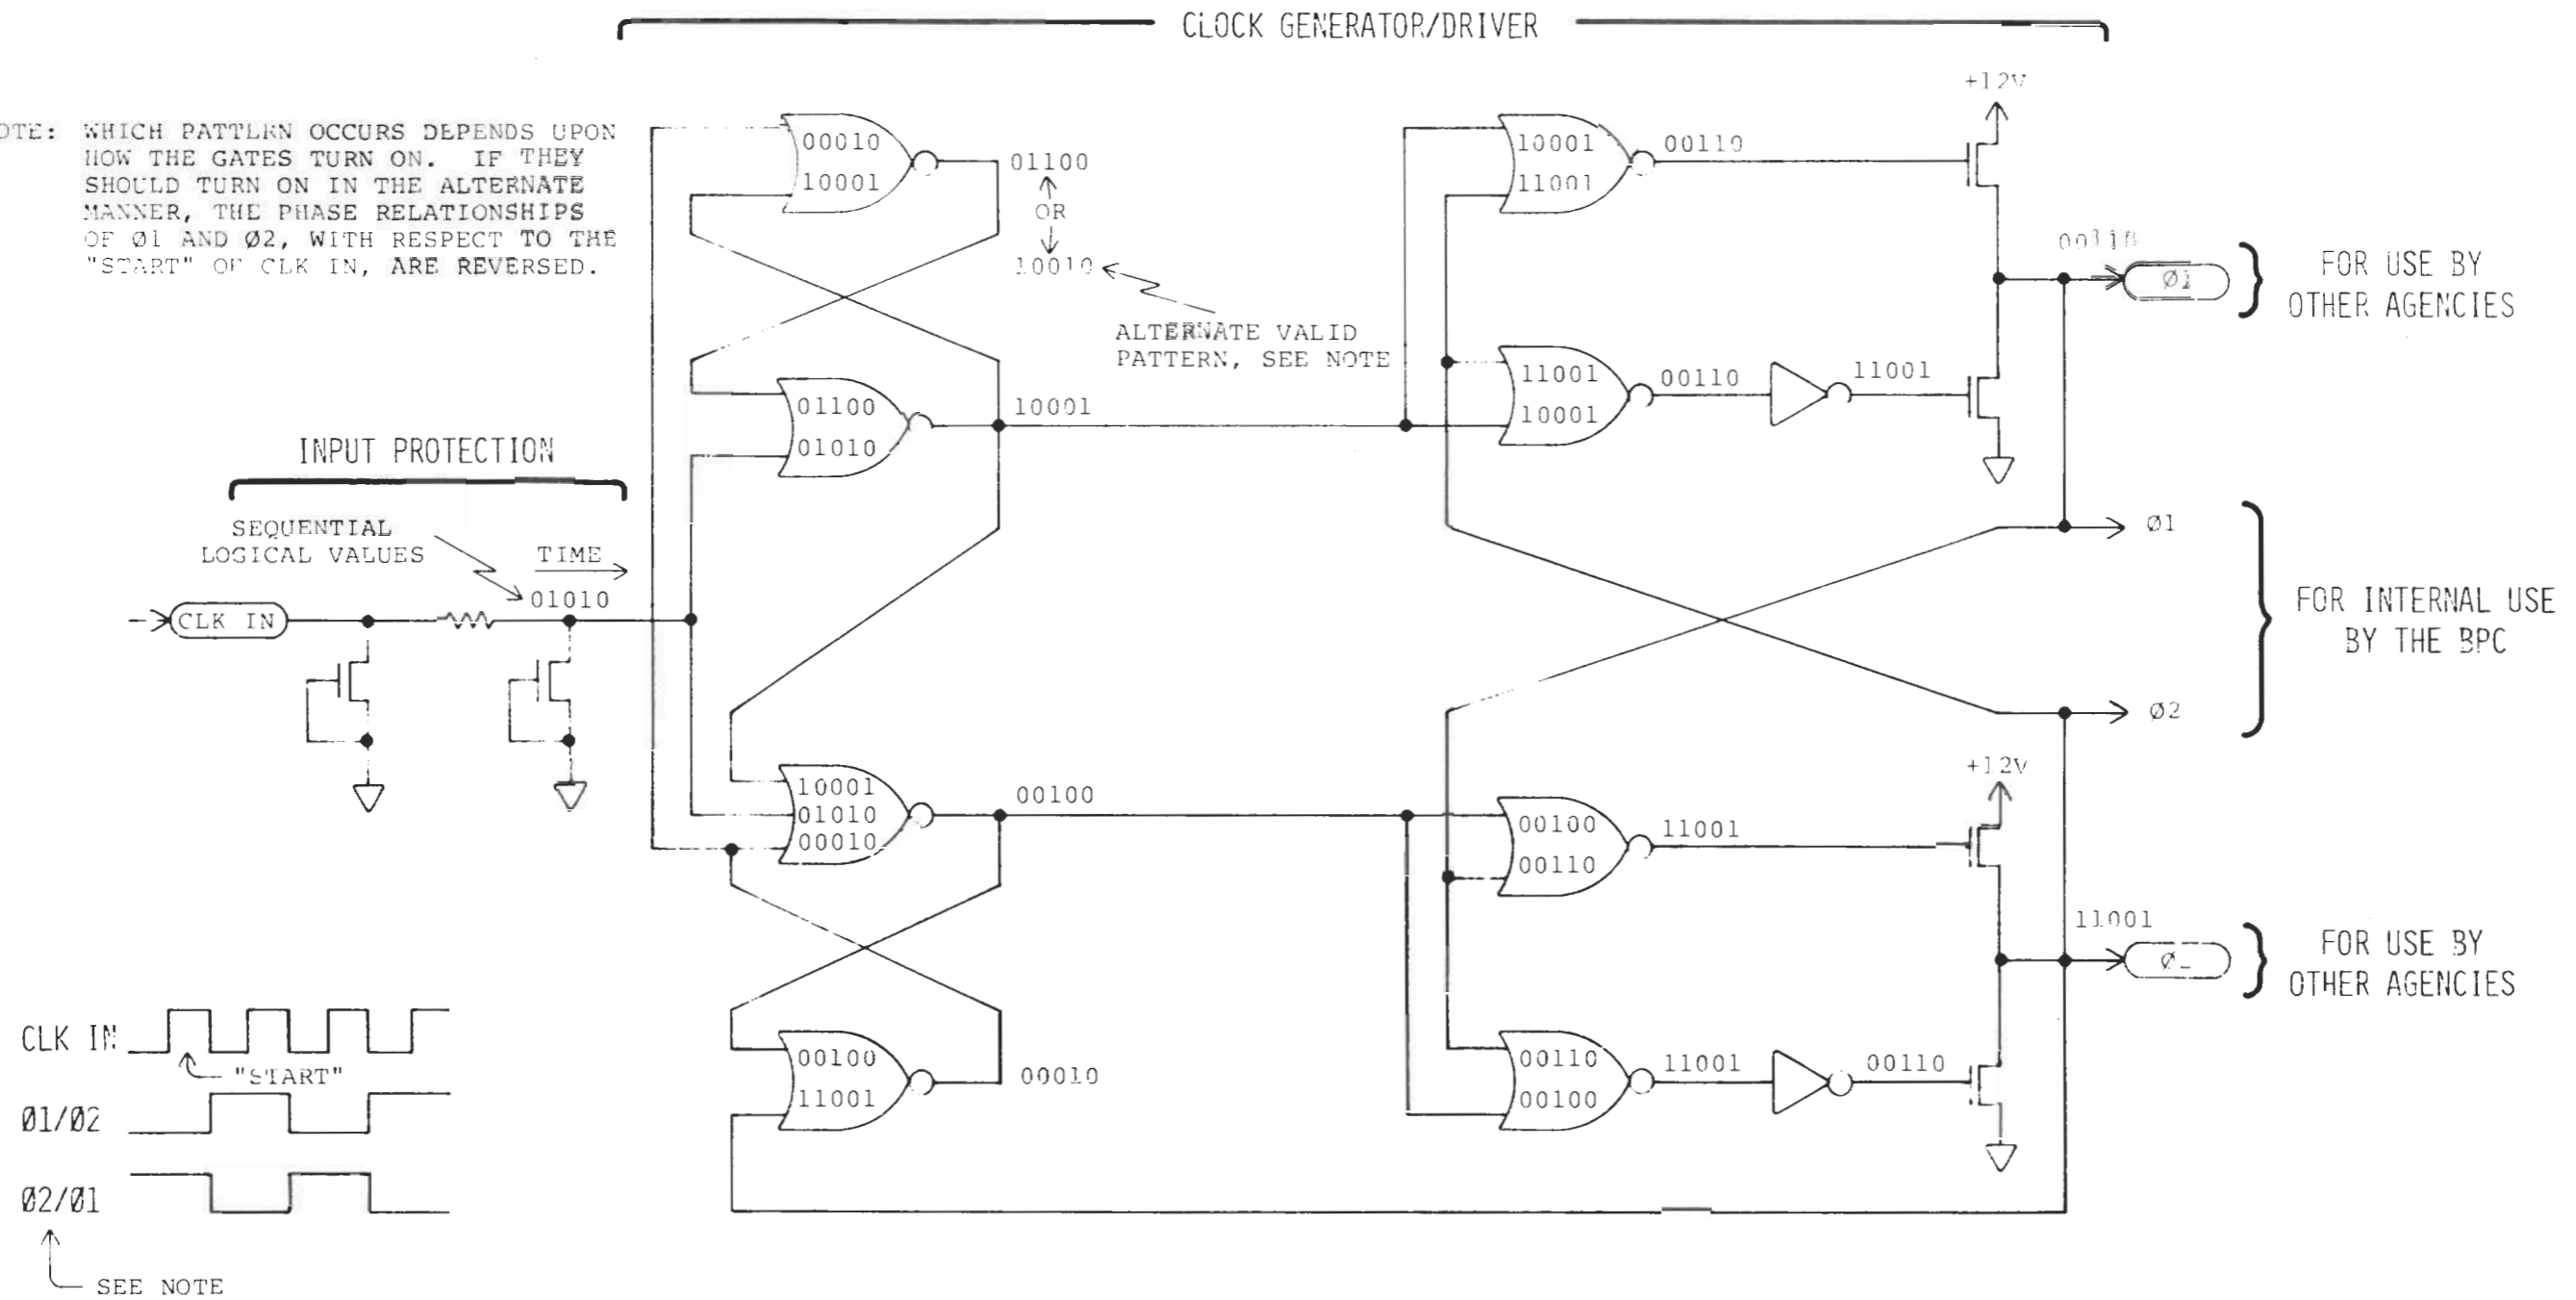 CLOCK GENERATOR/DRIVER
OTE: WHICH PATTLRN OCCURS DEPENDS UPON
HOW THE GATES TURN ON. IF THEY
SHOULD TURN ON IN THE ALTERNATE
MANNER, THE PHASE RELATIONSHIPS
OF Ø1 AND Ø2, WITH RESPECT TO THE
"START" OF CLK IN, ARE REVERSED.
00010
10001
01100
OR
10010
ALTERNATE VALID
PATTERN, SEE NOTE
10001
11001
00110
+12V
Ø1
FOR USE BY
OTHER AGENCIES
01100
01010
10001
11001
10001
00110
11001
INPUT PROTECTION
SEQUENTIAL
LOGICAL VALUES
TIME
01010
CLK IN
Ø1
FOR INTERNAL USE
BY THE BPC
Ø2
10001
01010
00010
00100
00100
00110
11001
+12V
11001
FOR USE BY
OTHER AGENCIES
00100
11001
00010
00110
00100
11001
00110
CLK IN
"START"
Ø1/Ø2
Ø2/Ø1
SEE NOTE